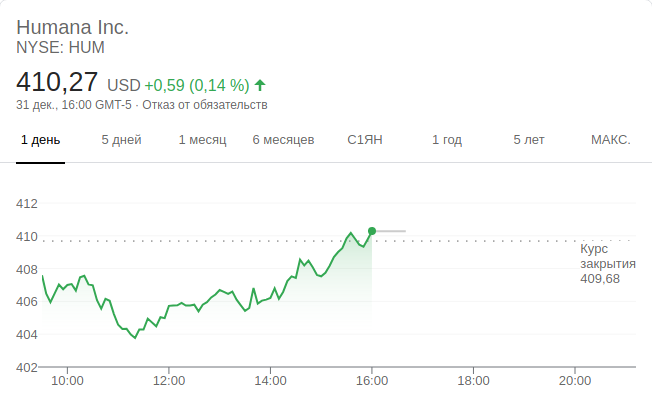 Humana Inc.
NYSE: HUM
410,27 USD +0,59 (0,14 %)
31 дек., 16:00 GMT-5 · Отказ от обязательств
1 день 5 дней 1 месяц 6 месяцев С1ЯН 1 год 5 лет МАКС.
412
410
408
406
404
402
Курс
закрытия
409,68
10:00 12:00 14:00 16:00 18:00 20:00